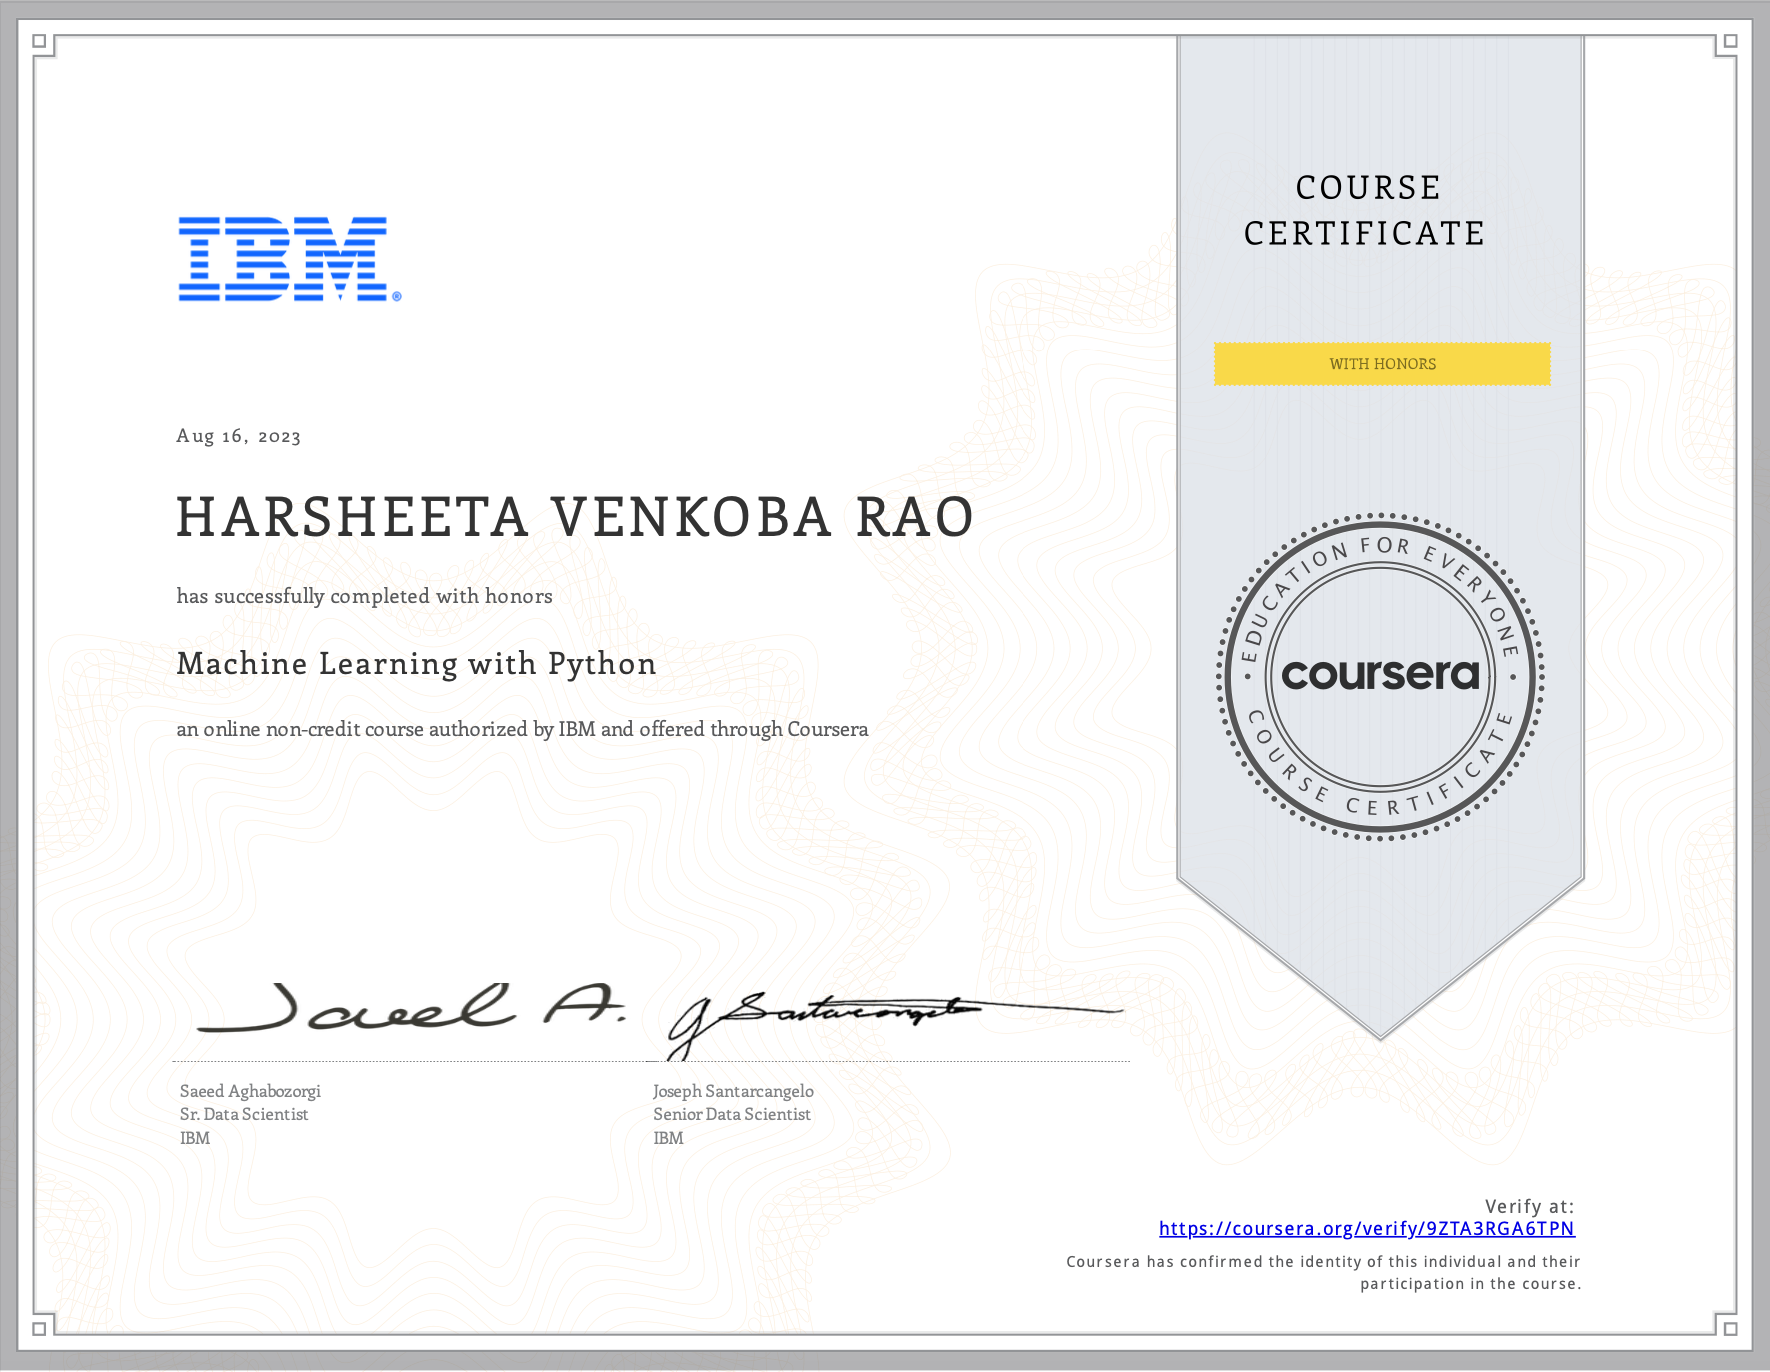 IBM®
Aug 16, 2023
HARSHEETA VENKOBA RAO
has successfully completed with honors
Machine Learning with Python
an online non-credit course authorized by IBM and offered through Coursera
COURSE
CERTIFICATE
WITH HONORS
EDUCATION FOR EVERYONE
coursera
COURSE CERTIFICATE
Saeed A.
J Santarcangelo
Saeed Aghabozorgi
Sr. Data Scientist
IBM
Joseph Santarcangelo
Senior Data Scientist
IBM
Verify at:
https://coursera.org/verify/9ZTA3RGA6TPN
Coursera has confirmed the identity of this individual and their
participation in the course.